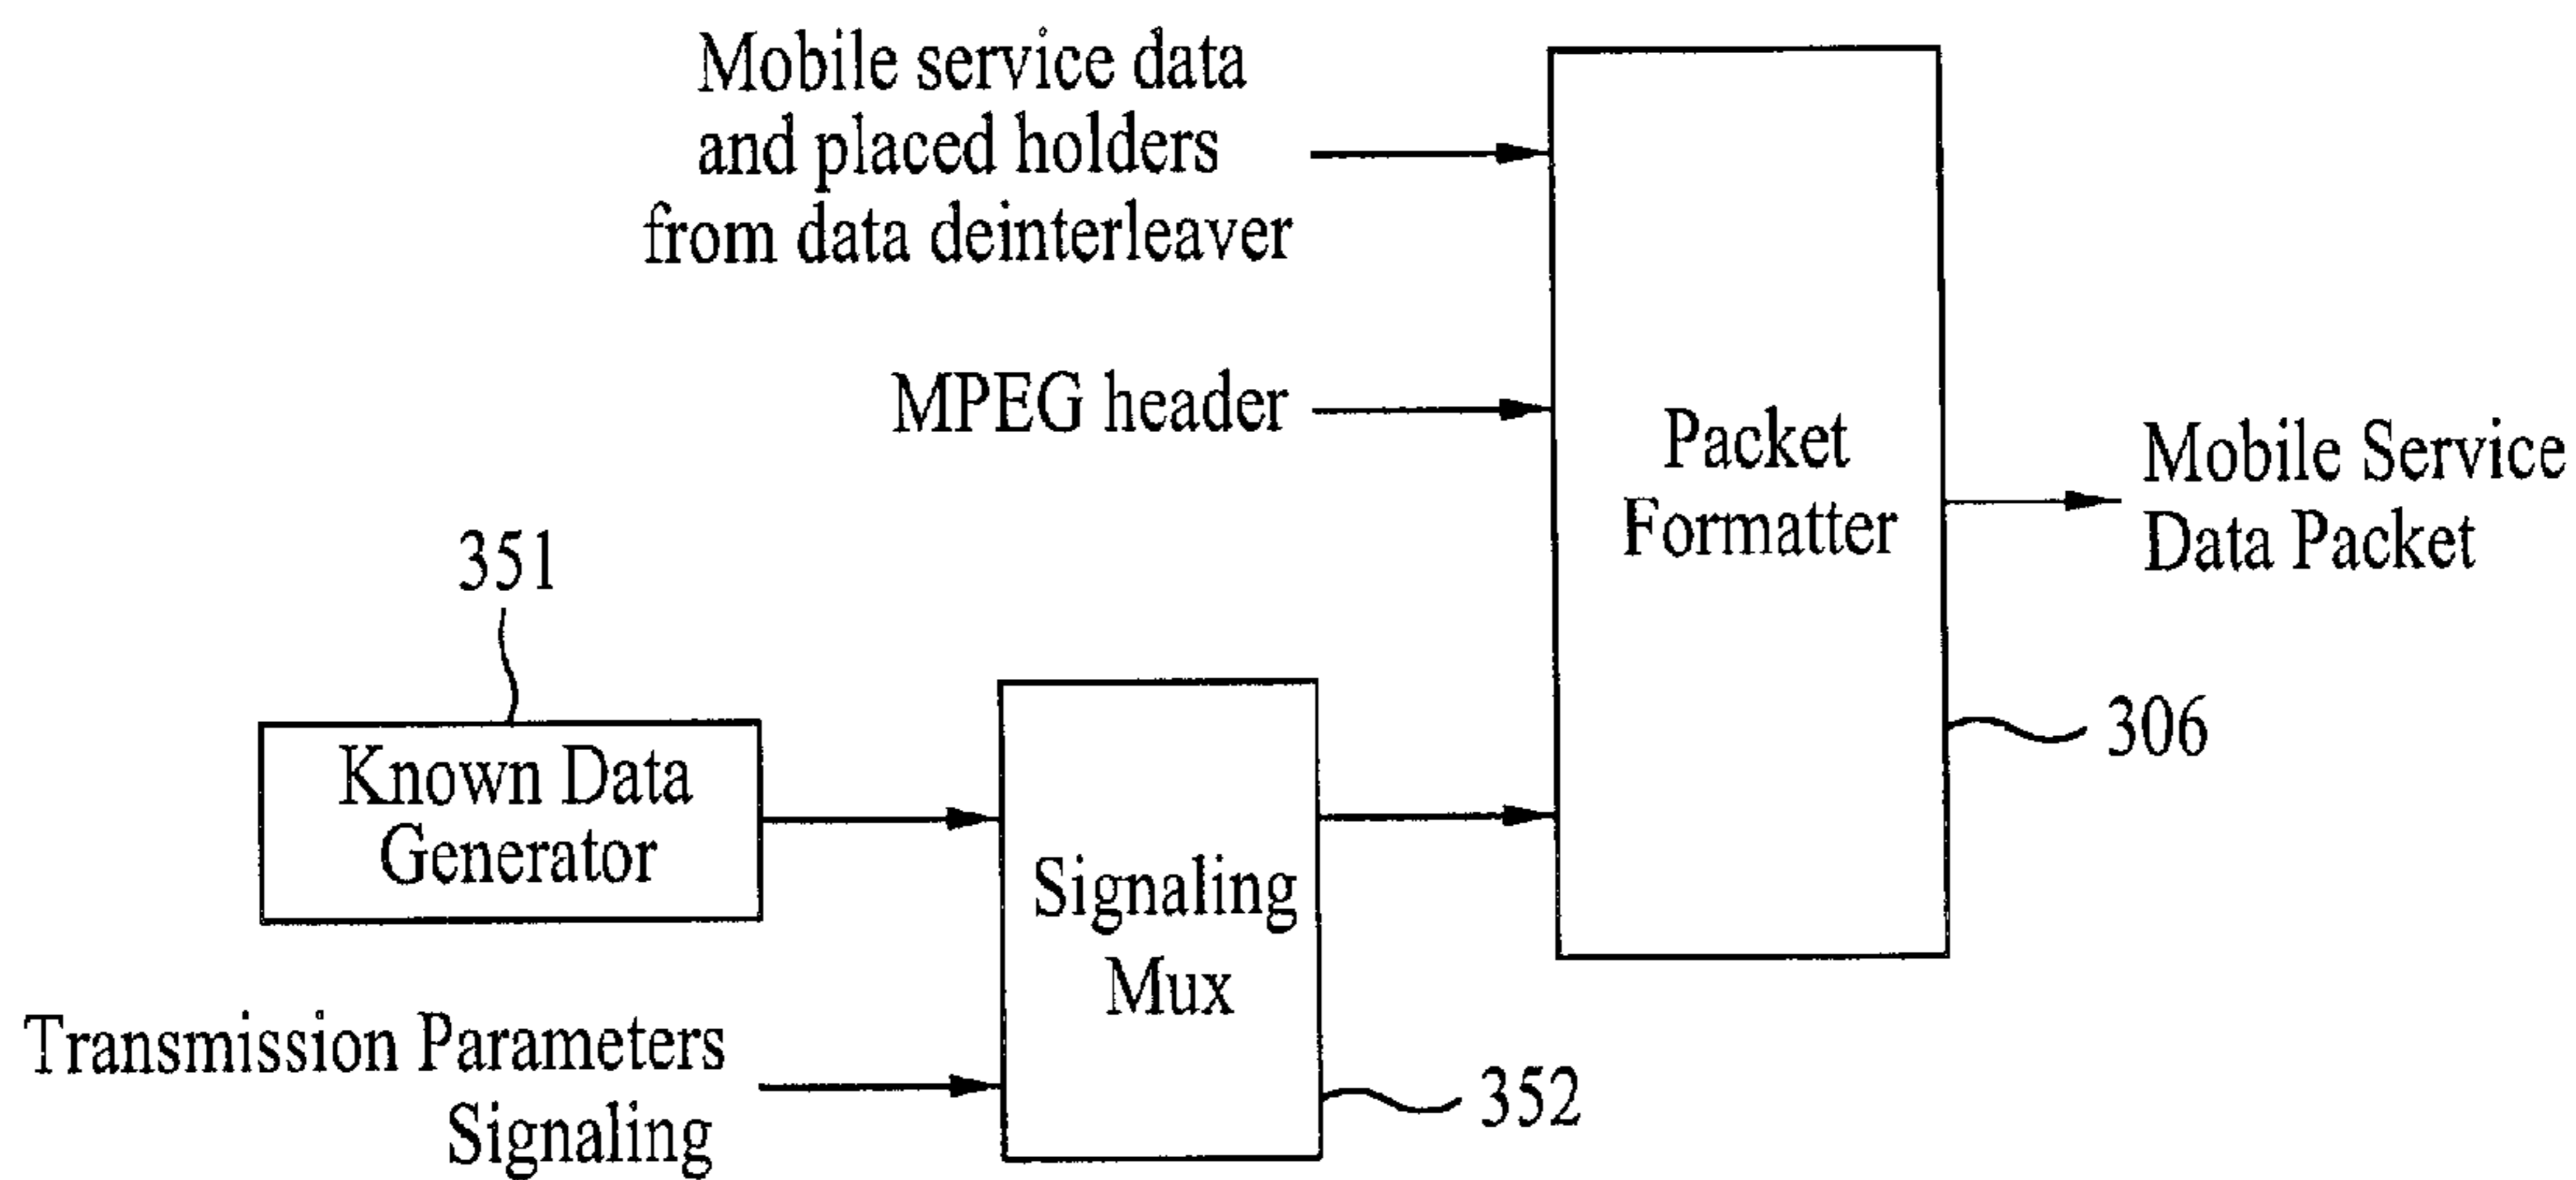 Mobile service data
and placed holders
from data deinterleaver
MPEG header
Packet
Formatter
Mobile Service
Data Packet
306
351
Known Data
Generator
Signaling
Mux
352
Transmission Parameters
Signaling